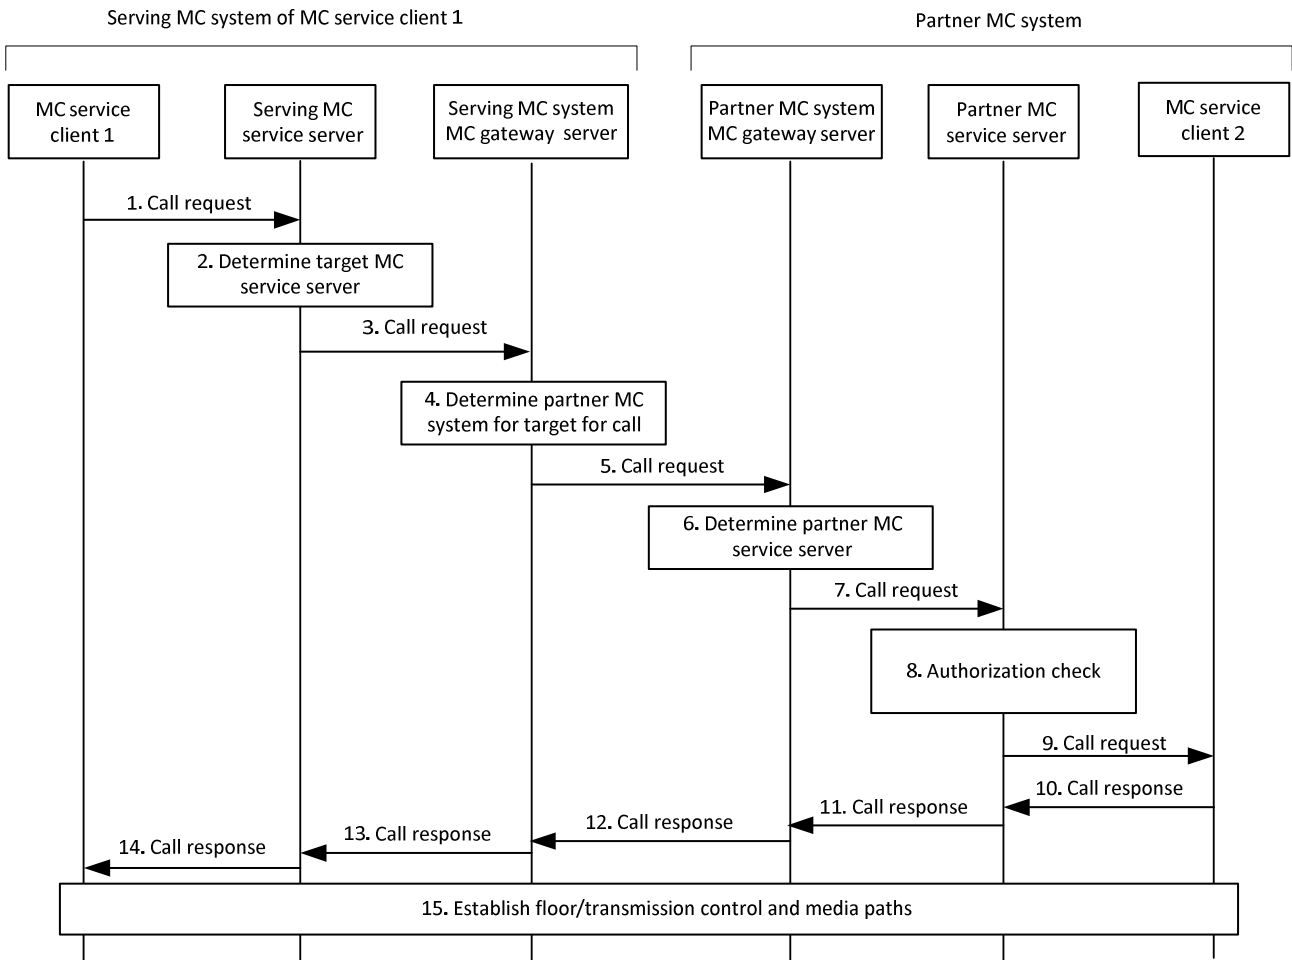 Serving MC system of MC service client 1
Partner MC system
MC service
client 1
Serving MC
service server
Serving MC system
MC gateway server
Partner MC system
MC gateway server
Partner MC
service server
MC service
client 2
1. Call request
2. Determine target MC
service server
3. Call request
4. Determine partner MC
system for target for call
5. Call request
6. Determine partner MC
service server
7. Call request
8. Authorization check
9. Call request
10. Call response
11. Call response
12. Call response
13. Call response
14. Call response
15. Establish floor/transmission control and media paths